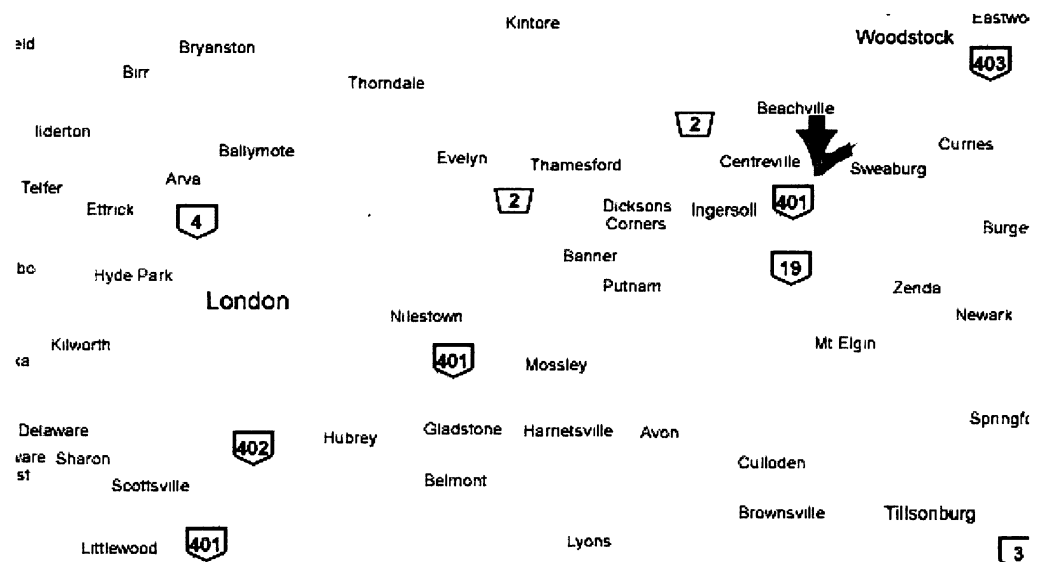 Kintore
Eastwo
Woodstock
eld
Bryanston
403
Birr
Thorndale
Beachville
Ilderton
2
Ballymote
Curries
Evelyn
Thamesford
Centreville
Sweaburg
Telfer
Arva
2
Ettrick
4
Dicksons
Corners
Ingersoll
401
Burge
Banner
bo
Hyde Park
19
Putnam
Zenda
London
Nilestown
Newark
Kilworth
Mt Elgin
ka
401
Mossley
Springfo
Delaware
402
Hubrey
Gladstone
Harrietsville
Avon
ware
st
Sharon
Culloden
Scottsville
Belmont
Brownsville
Tillsonburg
Littlewood
401
Lyons
3